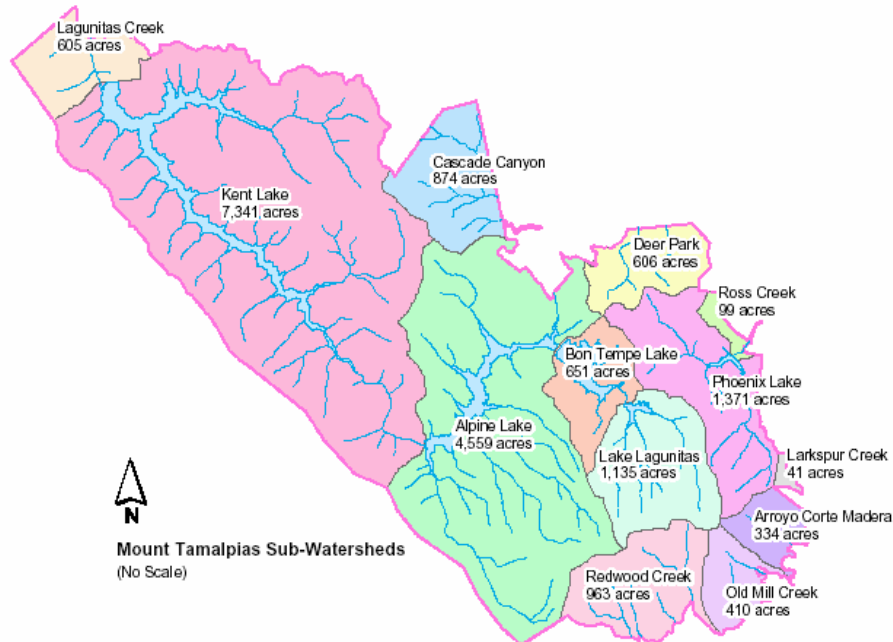 Lagunitas Creek
605 acres
Cascade Canyon
874 acres
Kent Lake
7,341 acres
Deer Park
606 acres
Ross Creek
99 acres
Bon Tempe Lake
651 acres
Phoenix Lake
1,371 acres
Alpine Lake
4,559 acres
Lake Lagunitas
1,135 acres
Larkspur Creek
41 acres
Arroyo Corte Madera
334 acres
N
Mount Tamalpias Sub-Watersheds
(No Scale)
Redwood Creek
963 acres
Old Mill Creek
410 acres